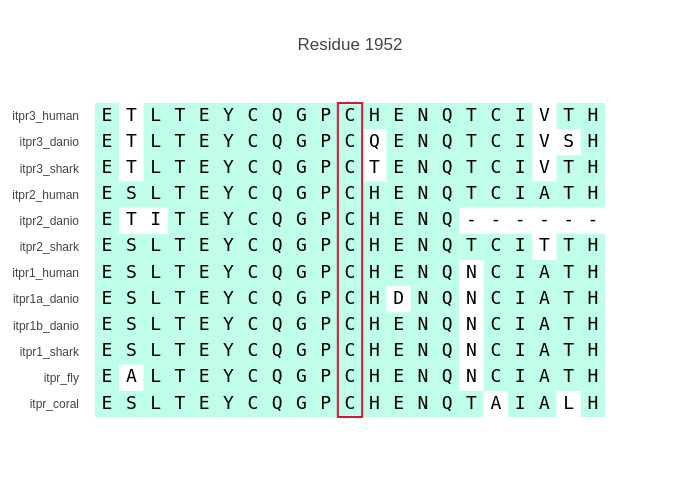 Residue 1952
itpr3_human E T L T E Y C Q G P C H E N Q T C I V T H
itpr3_danio E T L T E Y C Q G P C Q E N Q T C I V S H
itpr3_shark E T L T E Y C Q G P C T E N Q T C I V T H
itpr2_human E S L T E Y C Q G P C H E N Q T C I A T H
itpr2_danio E T I T E Y C Q G P C H E N Q - - - - - -
itpr2_shark E S L T E Y C Q G P C H E N Q T C I T T H
itpr1_human E S L T E Y C Q G P C H E N Q N C I A T H
itpr1a_danio E S L T E Y C Q G P C H D N Q N C I A T H
itpr1b_danio E S L T E Y C Q G P C H E N Q N C I A T H
itpr1_shark E S L T E Y C Q G P C H E N Q N C I A T H
itpr_fly E A L T E Y C Q G P C H E N Q N C I A T H
itpr_coral E S L T E Y C Q G P C H E N Q T A I A L H